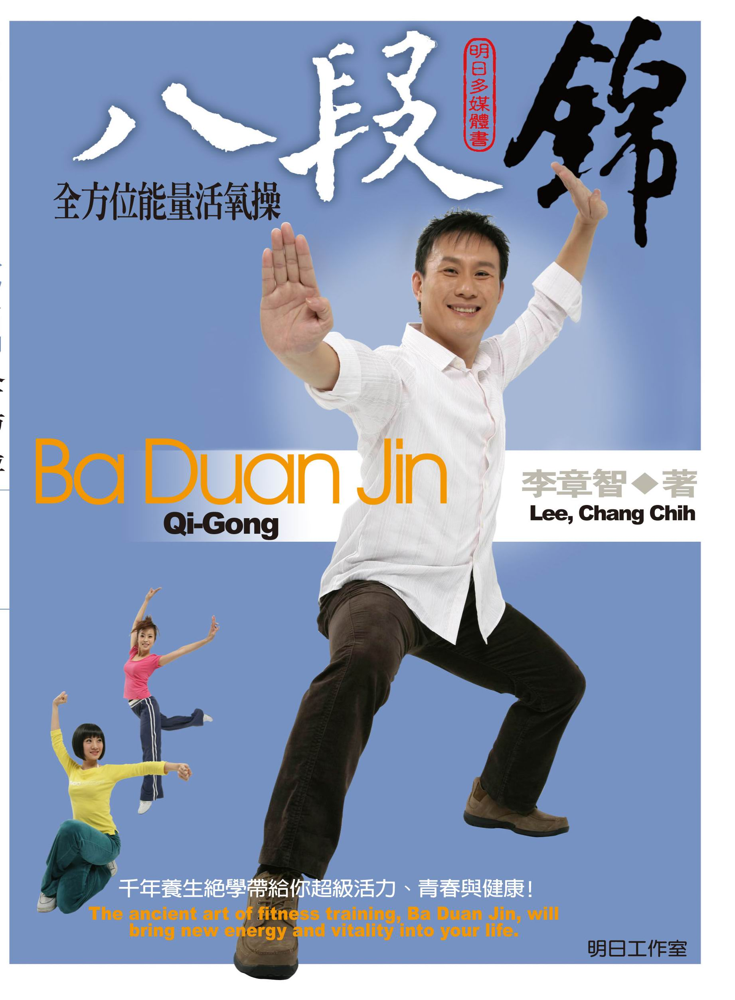 八段錦
明日多媒體書
全方位能量活氧操
Ba Duan Jin
Qi-Gong
李章智◆著
Lee, Chang Chih
千年養生絕學帶給你超級活力、青春與健康!
The ancient art of fitness training, Ba Duan Jin, will
bring new energy and vitality into your life.
明日工作室